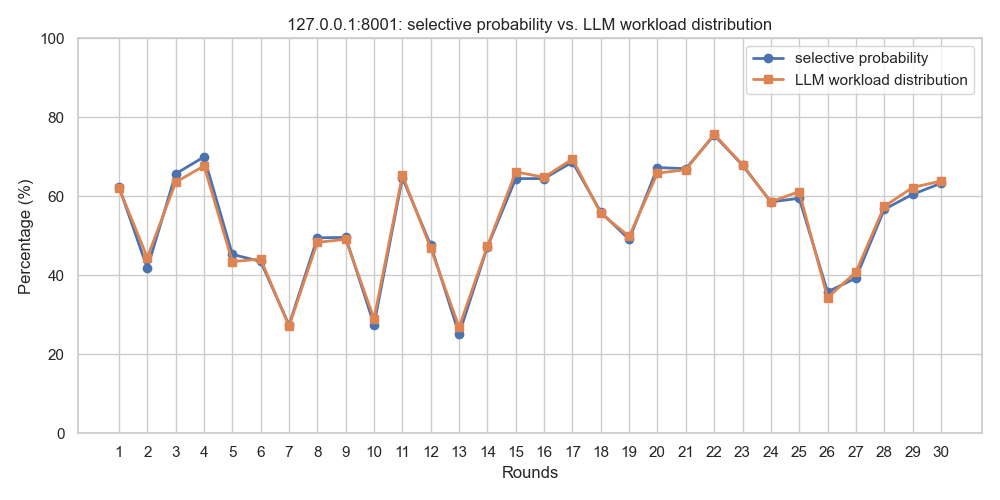 127.0.0.1:8001: selective probability vs. LLM workload distribution
selective probability
LLM workload distribution
Percentage (%)
100
80
60
40
20
0
1 2 3 4 5 6 7 8 9 10 11 12 13 14 15 16 17 18 19 20 21 22 23 24 25 26 27 28 29 30
Rounds